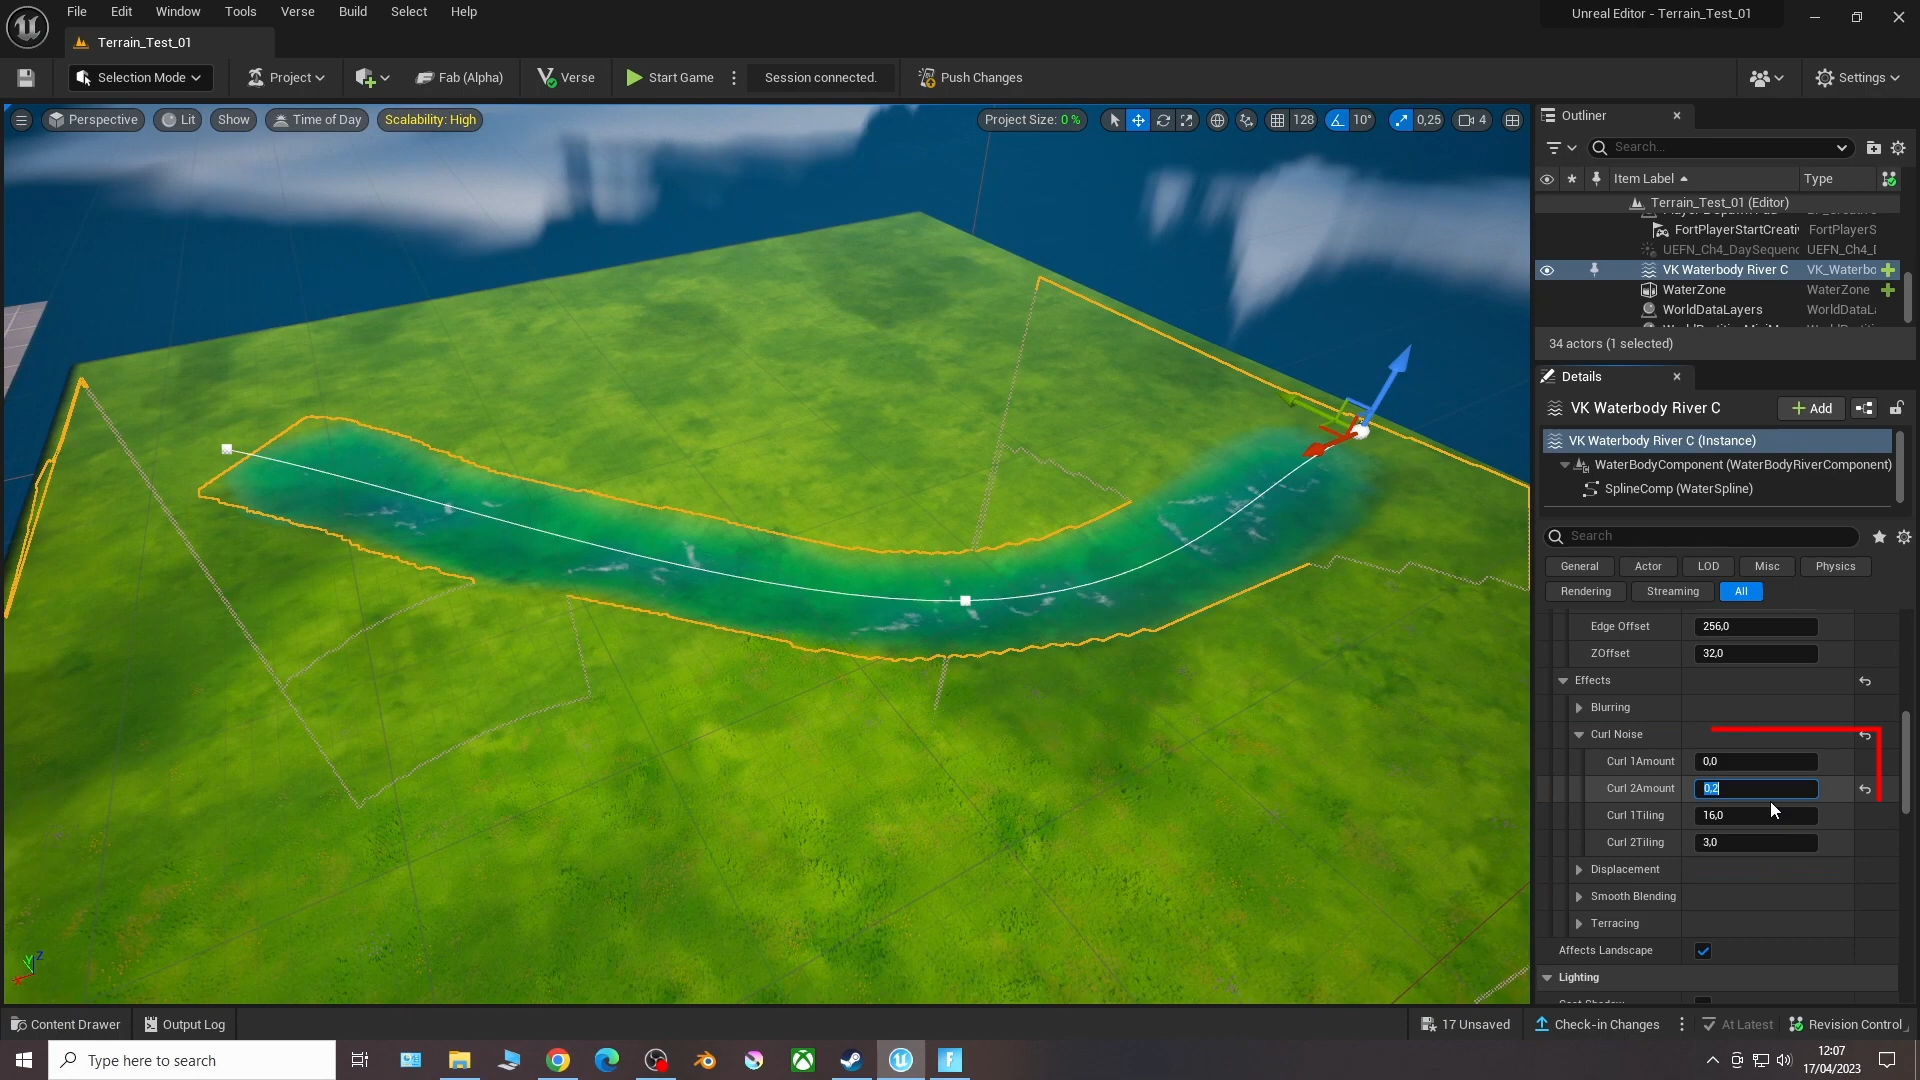 File Edit Window Tools Verse Build Select Help
Unreal Editor - Terrain_Test_01
Terrain_Test_01
Selection Mode
Project
Fab (Alpha)
Verse
Start Game
Session connected.
Push Changes
Settings
Perspective
Lit
Show
Time of Day
Scalability: High
Project Size: 0 %
128
10°
0,25
4
Outliner
Search...
Item Label
Type
Terrain_Test_01 (Editor)
FortPlayerStartCreati FortPlayerS
UEFN_Ch4_DaySequenc UEFN_Ch4_
VK Waterbody River C VK_Waterbo
WaterZone WaterZone
WorldDataLayers WorldDataL
34 actors (1 selected)
Details
VK Waterbody River C
Add
VK Waterbody River C (Instance)
WaterBodyComponent (WaterBodyRiverComponent)
SplineComp (WaterSpline)
Search
General Actor LOD Misc Physics
Rendering Streaming All
Edge Offset 256,0
ZOffset 32,0
Effects
Blurring
Curl Noise
Curl 1Amount 0,0
Curl 2Amount 0,2
Curl 1Tiling 16,0
Curl 2Tiling 3,0
Displacement
Smooth Blending
Terracing
Affects Landscape
Lighting
Z
Y
Content Drawer
Output Log
17 Unsaved
Check-in Changes
At Latest
Revision Control
Type here to search
12:07
17/04/2023